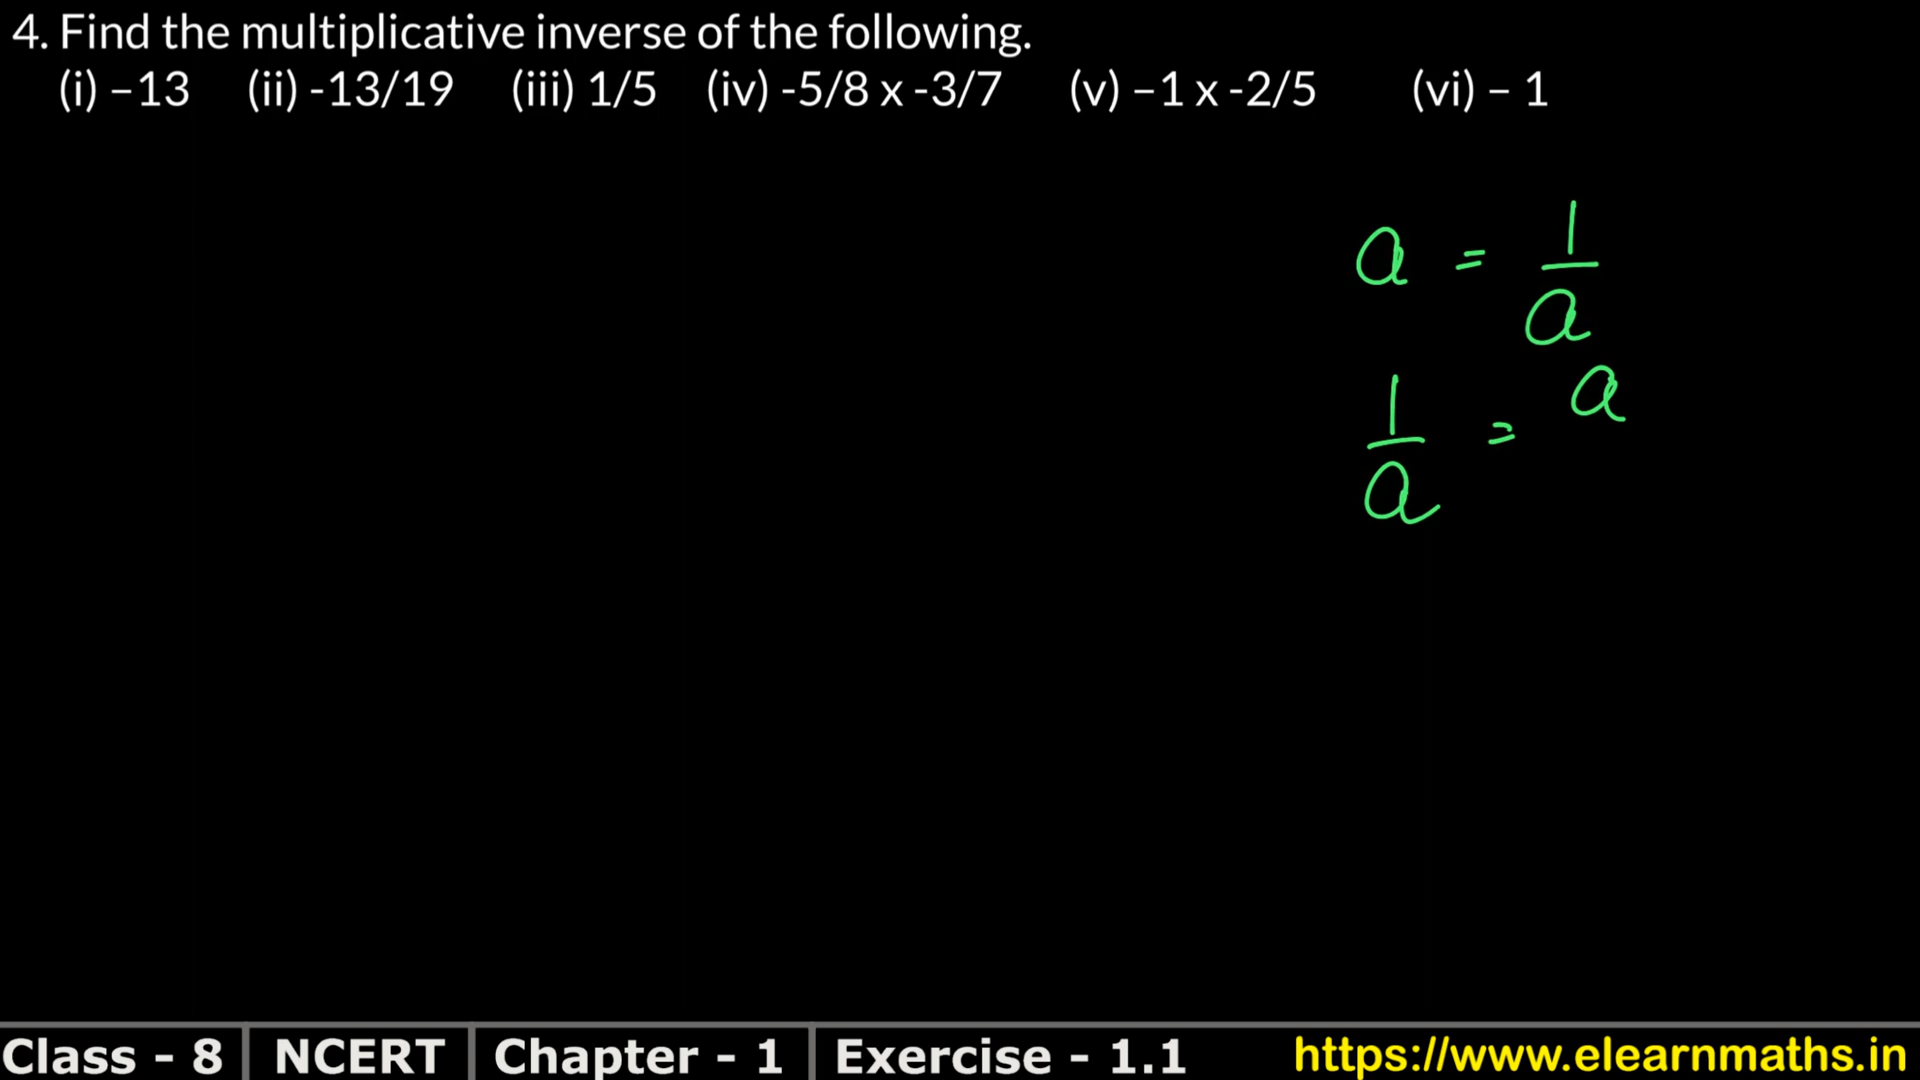 4. Find the multiplicative inverse of the following.
(i) –13 (ii) -13/19 (iii) 1/5 (iv) -5/8 x -3/7 (v) –1 x -2/5 (vi) – 1
a = 1/a
1/a = a
Class - 8 NCERT Chapter - 1 Exercise - 1.1 https://www.elearnmaths.in